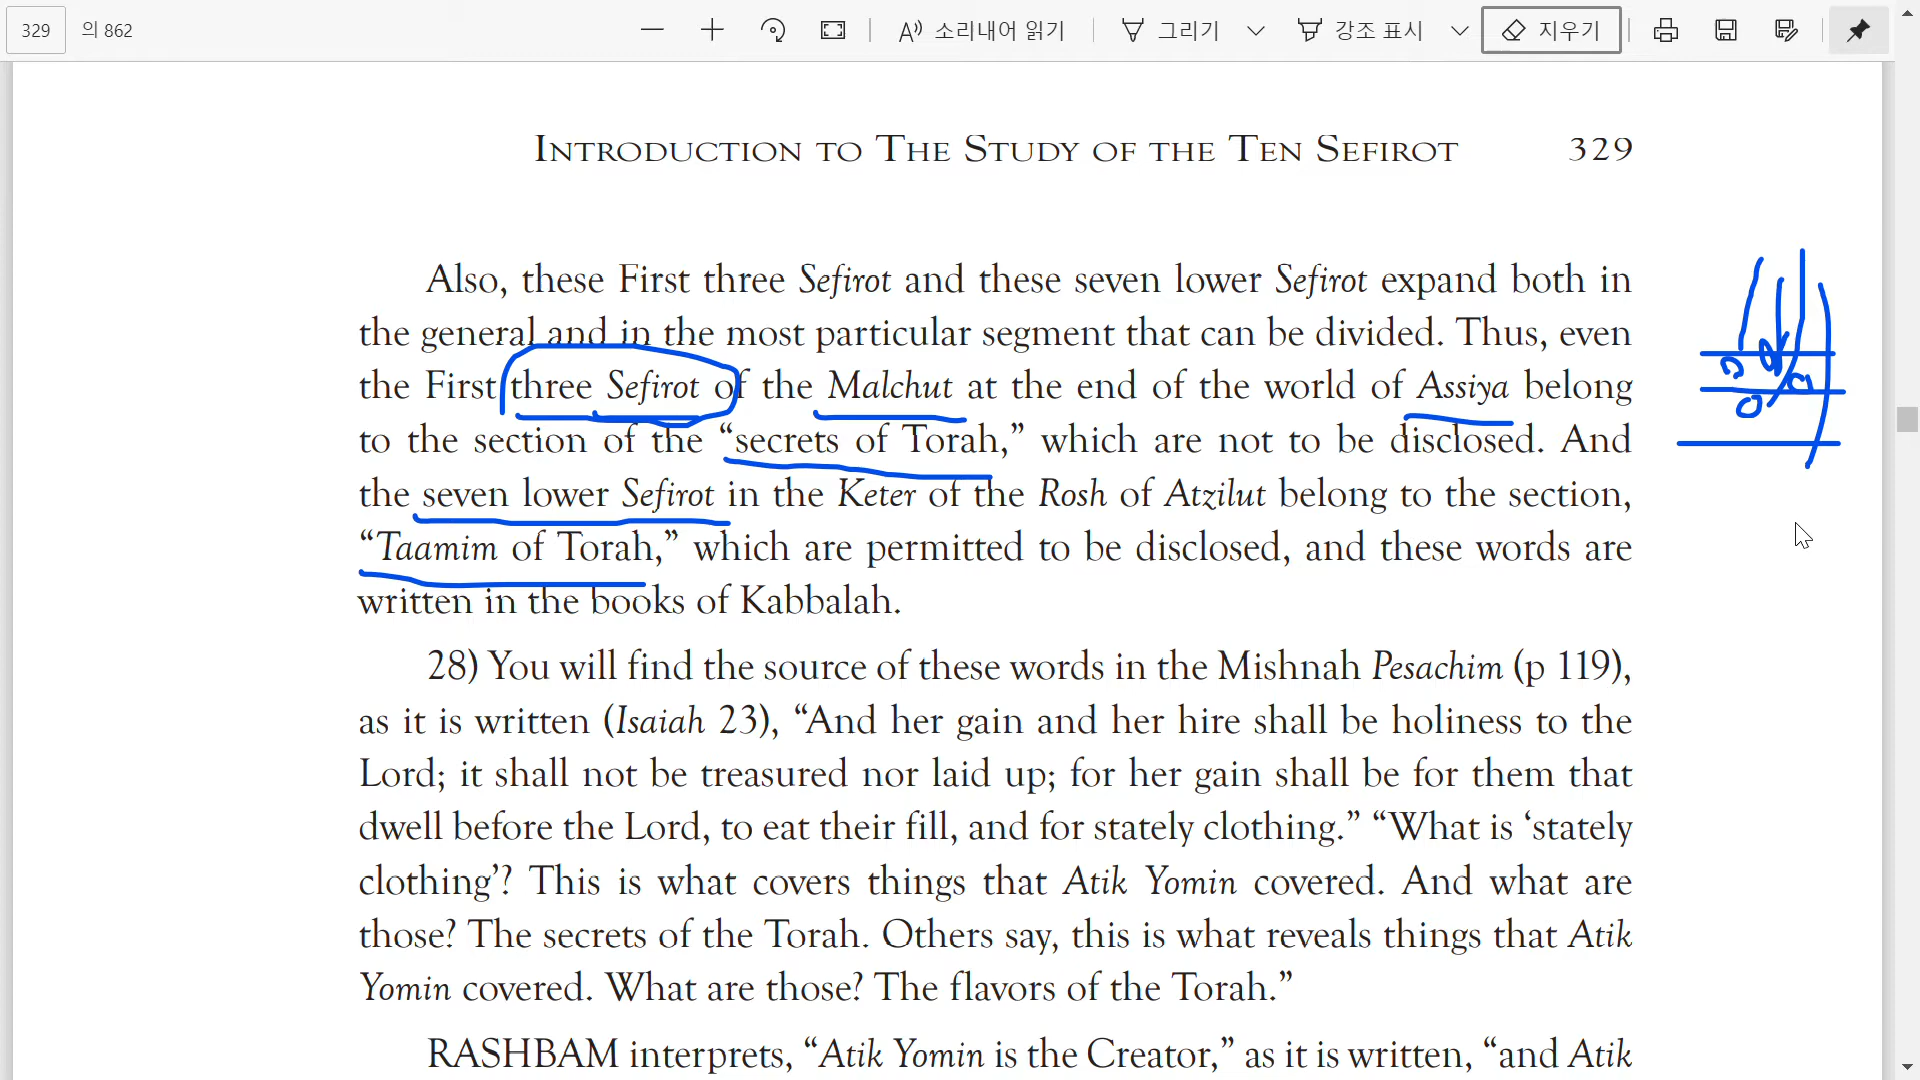 329 의 862 소리내어 읽기 그리기 강조 표시 지우기
INTRODUCTION TO THE STUDY OF THE TEN SEFIROT 329
Also, these First three Sefirot and these seven lower Sefirot expand both in
the general and in the most particular segment that can be divided. Thus, even
the First three Sefirot of the Malchut at the end of the world of Assiya belong
to the section of the “secrets of Torah,” which are not to be disclosed. And
the seven lower Sefirot in the Keter of the Rosh of Atzilut belong to the section,
“Taamim of Torah,” which are permitted to be disclosed, and these words are
written in the books of Kabbalah.
28) You will find the source of these words in the Mishnah Pesachim (p 119),
as it is written (Isaiah 23), “And her gain and her hire shall be holiness to the
Lord; it shall not be treasured nor laid up; for her gain shall be for them that
dwell before the Lord, to eat their fill, and for stately clothing.” “What is ‘stately
clothing’? This is what covers things that Atik Yomin covered. And what are
those? The secrets of the Torah. Others say, this is what reveals things that Atik
Yomin covered. What are those? The flavors of the Torah.”
RASHBAM interprets, “Atik Yomin is the Creator,” as it is written, “and Atik